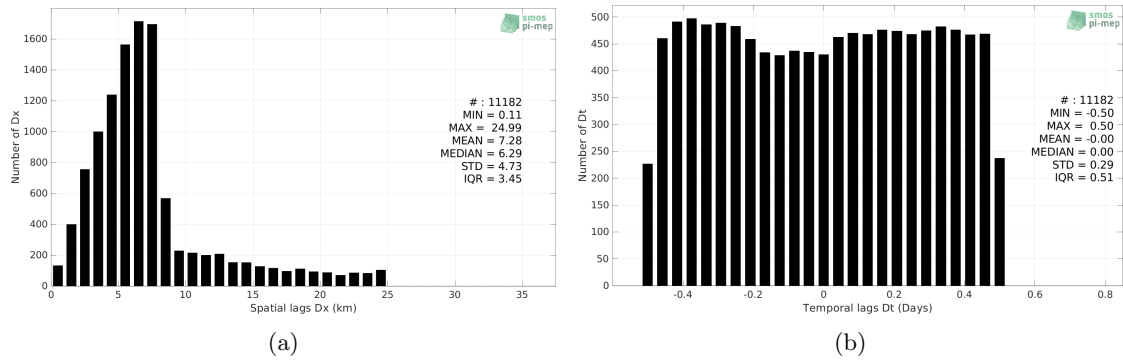 smos
pi-mep
1600
1400
1200
1000
800
600
400
200
0
Number of Dx
# : 11182
MIN = 0.11
MAX = 24.99
MEAN = 7.28
MEDIAN = 6.29
STD = 4.73
IQR = 3.45
0 5 10 15 20 25 30 35
Spatial lags Dx (km)
(a)
smos
pi-mep
500
450
400
350
300
250
200
150
100
50
0
Number of Dt
# : 11182
MIN = -0.50
MAX = 0.50
MEAN = -0.00
MEDIAN = 0.00
STD = 0.29
IQR = 0.51
-0.4 -0.2 0 0.2 0.4 0.6 0.8
Temporal lags Dt (Days)
(b)